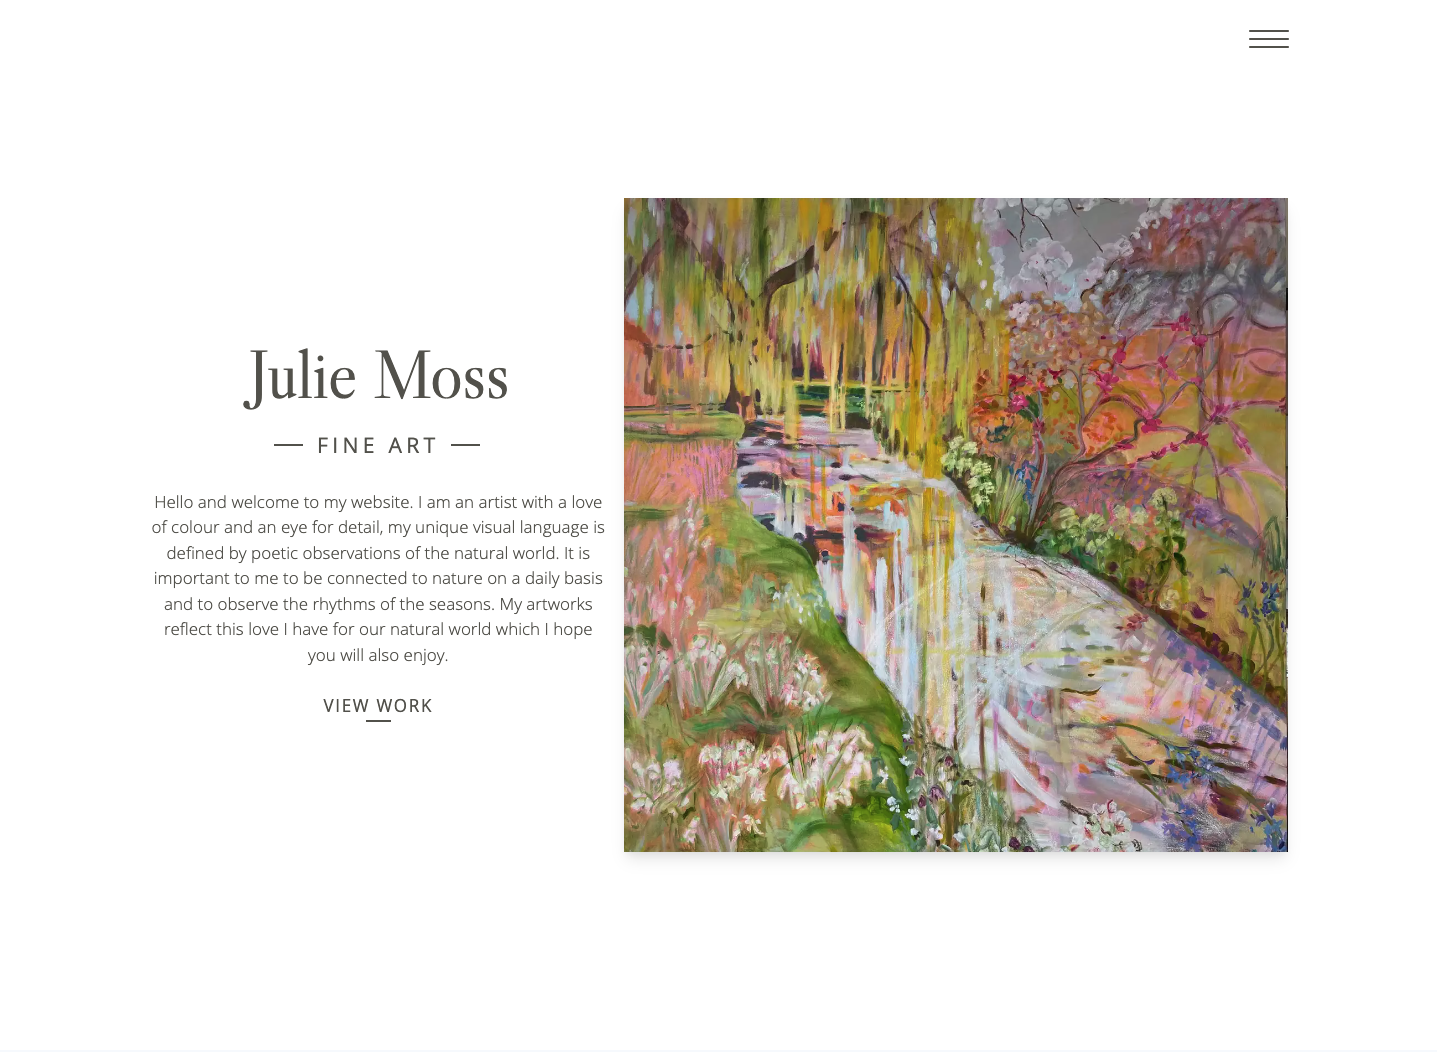 Julie Moss
FINE ART
Hello and welcome to my website. I am an artist with a love
of colour and an eye for detail, my unique visual language is
defined by poetic observations of the natural world. It is
important to me to be connected to nature on a daily basis
and to observe the rhythms of the seasons. My artworks
reflect this love I have for our natural world which I hope
you will also enjoy.
VIEW WORK